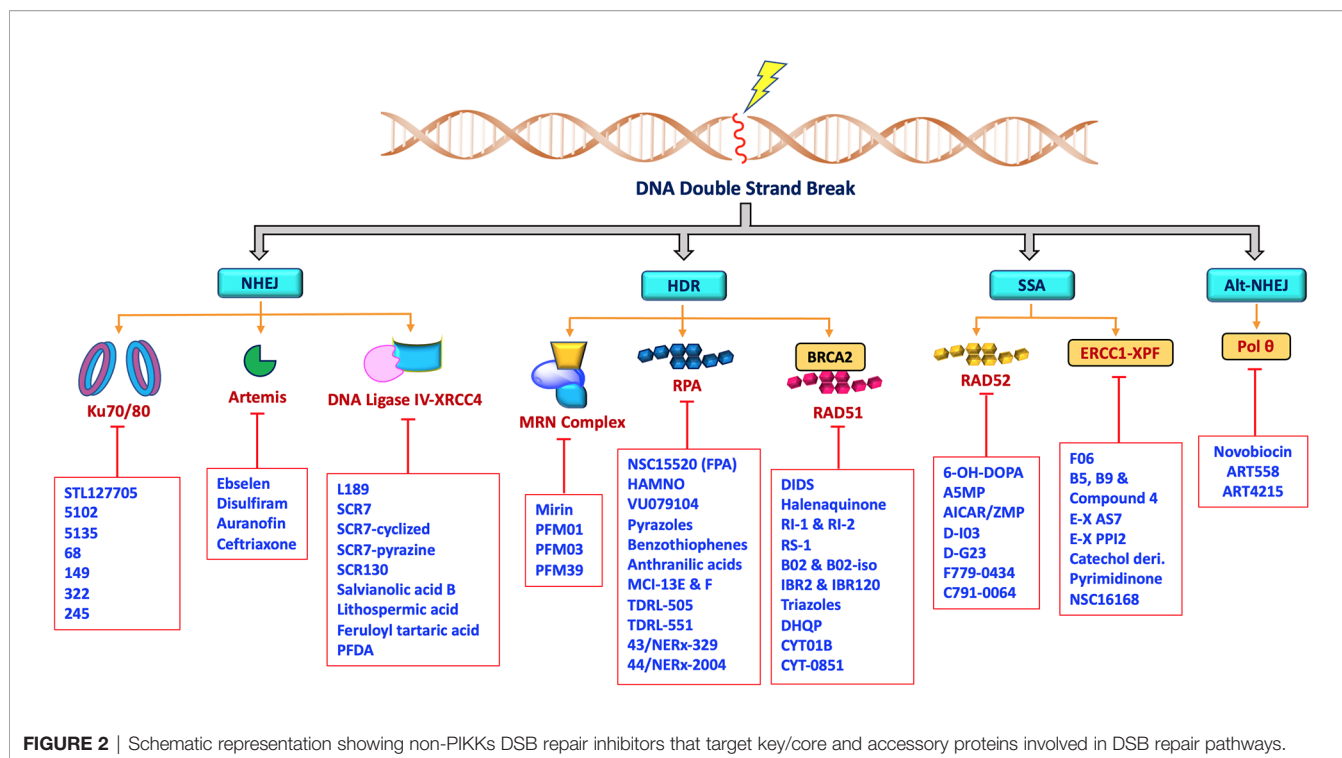 DNA Double Strand Break
NHEJ
HDR
SSA
Alt-NHEJ
Ku70/80
Artemis
DNA Ligase IV-XRCC4
MRN Complex
RPA
BRCA2
RAD51
RAD52
ERCC1-XPF
Pol θ
STL127705
5102
5135
68
149
322
245
Ebselen
Disulfiram
Auranofin
Ceftriaxone
L189
SCR7
SCR7-cyclized
SCR7-pyrazine
SCR130
Salvianolic acid B
Lithospermic acid
Feruloyl tartaric acid
PFDA
Mirin
PFM01
PFM03
PFM39
NSC15520 (FPA)
HAMNO
VU079104
Pyrazoles
Benzothiophenes
Anthranilic acids
MCI-13E & F
TDRL-505
TDRL-551
43/NERx-329
44/NERx-2004
DIDS
Halenaquinone
RI-1 & RI-2
RS-1
B02 & B02-iso
IBR2 & IBR120
Triazoles
DHQP
CYT01B
CYT-0851
6-OH-DOPA
A5MP
AICAR/ZMP
D-I03
D-G23
F779-0434
C791-0064
F06
B5, B9 &
Compound 4
E-X AS7
E-X PPI2
Catechol deri.
Pyrimidinone
NSC16168
Novobiocin
ART558
ART4215
FIGURE 2 | Schematic representation showing non-PIKKs DSB repair inhibitors that target key/core and accessory proteins involved in DSB repair pathways.